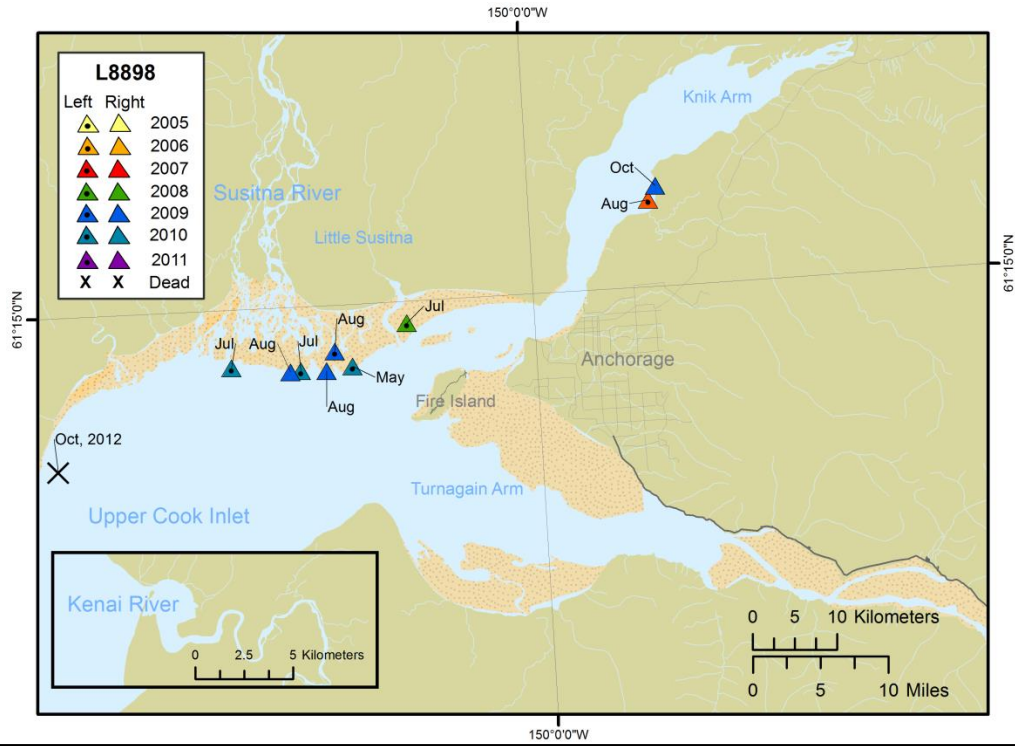 150°0'0"W
L8898
Left Right
2005
2006
2007
2008
2009
2010
2011
X X Dead
Knik Arm
Oct
Aug
Susitna River
Little Susitna
61°15'0"N
61°15'0"N
Jul
Aug
Jul
Aug
Jul
May
Aug
Anchorage
Fire Island
Oct, 2012
Turnagain Arm
Upper Cook Inlet
Kenai River
0 2.5 5 Kilometers
0 5 10 Kilometers
0 5 10 Miles
150°0'0"W